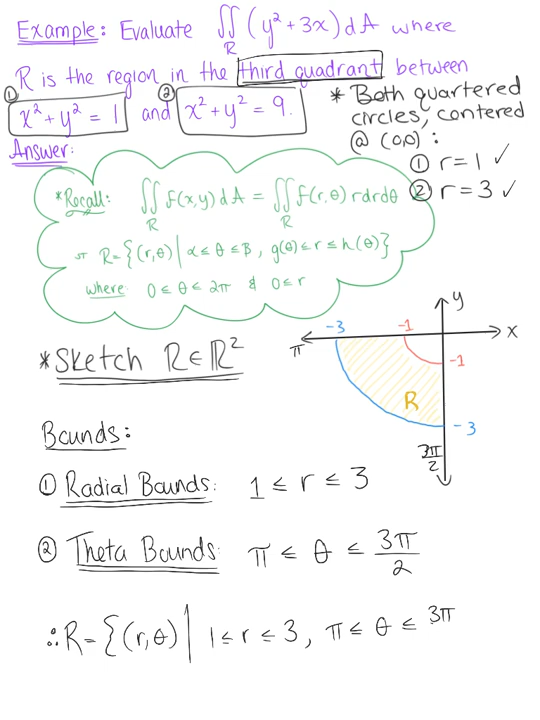 Example: Evaluate ∬_R (y² + 3x) dA where
R is the region in the third quadrant between
① x² + y² = 1 and ② x² + y² = 9.
* Both quartered
circles, centered
@ (0,0) :
① r = 1 ✓
② r = 3 ✓
Answer:
*Recall: ∬_R f(x,y) dA = ∬_R f(r,θ) r dr dθ
st R = {(r,θ) | α ≤ θ ≤ B, g(θ) ≤ r ≤ h(θ)}
where: 0 ≤ θ ≤ 2π & 0 ≤ r
*Sketch R ∈ ℝ²
y
x
π
-3
-1
-1
R
-3
3π/2
Bounds:
① Radial Bounds: 1 ≤ r ≤ 3
② Theta Bounds: π ≤ θ ≤ 3π/2
∴ R = {(r,θ) | 1 ≤ r ≤ 3, π ≤ θ ≤ 3π